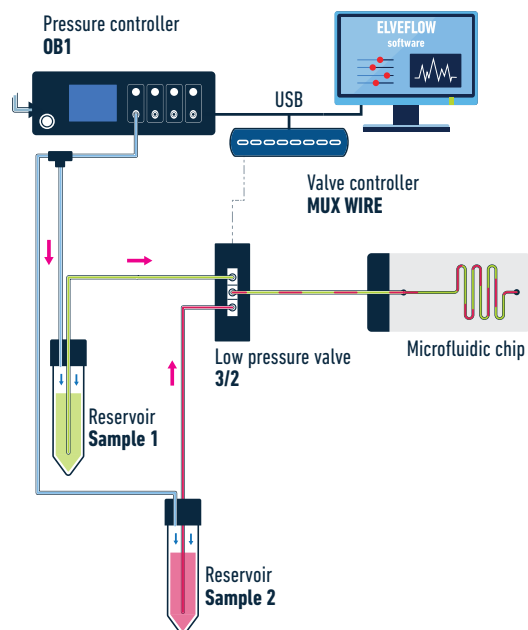 Pressure controller
OB1
ELVEFLOW
software
USB
Valve controller
MUX WIRE
Low pressure valve
3/2
Microfluidic chip
Reservoir
Sample 1
Reservoir
Sample 2